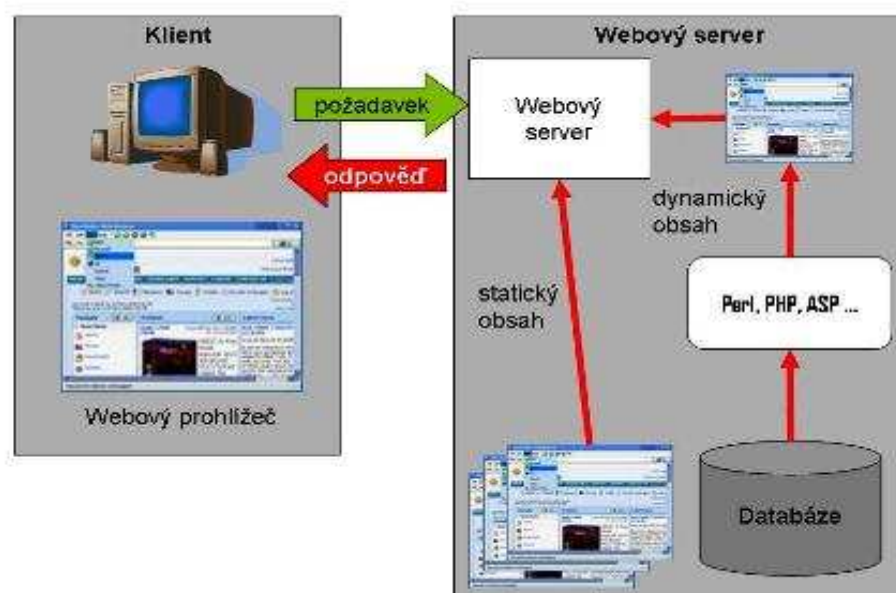 Klient
požadavek
odpověď
Webový prohlížeč
Webový server
Webový
server
dynamický
obsah
statický
obsah
Perl, PHP, ASP ...
Databáze